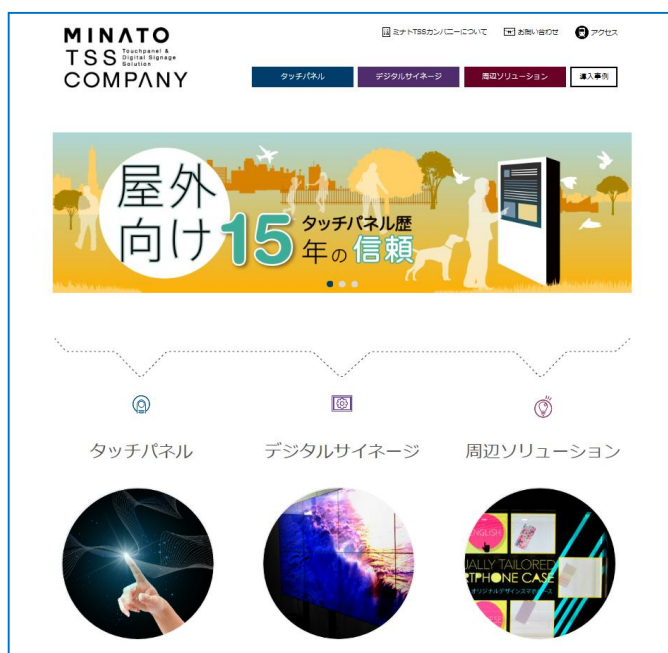 MINATO
TSS Touchpanel &
Digital Signage
Solution
COMPANY
ミナトTSSカンパニーについて
お問い合わせ
アクセス
タッチパネル
デジタルサイネージ
周辺ソリューション
導入事例
屋外
向け
15
タッチパネル歴
年の信頼
タッチパネル
デジタルサイネージ
周辺ソリューション
ENGLISH
UALLY TAILORED
RTPHONE CASE
オリジナルデザインスマホケース